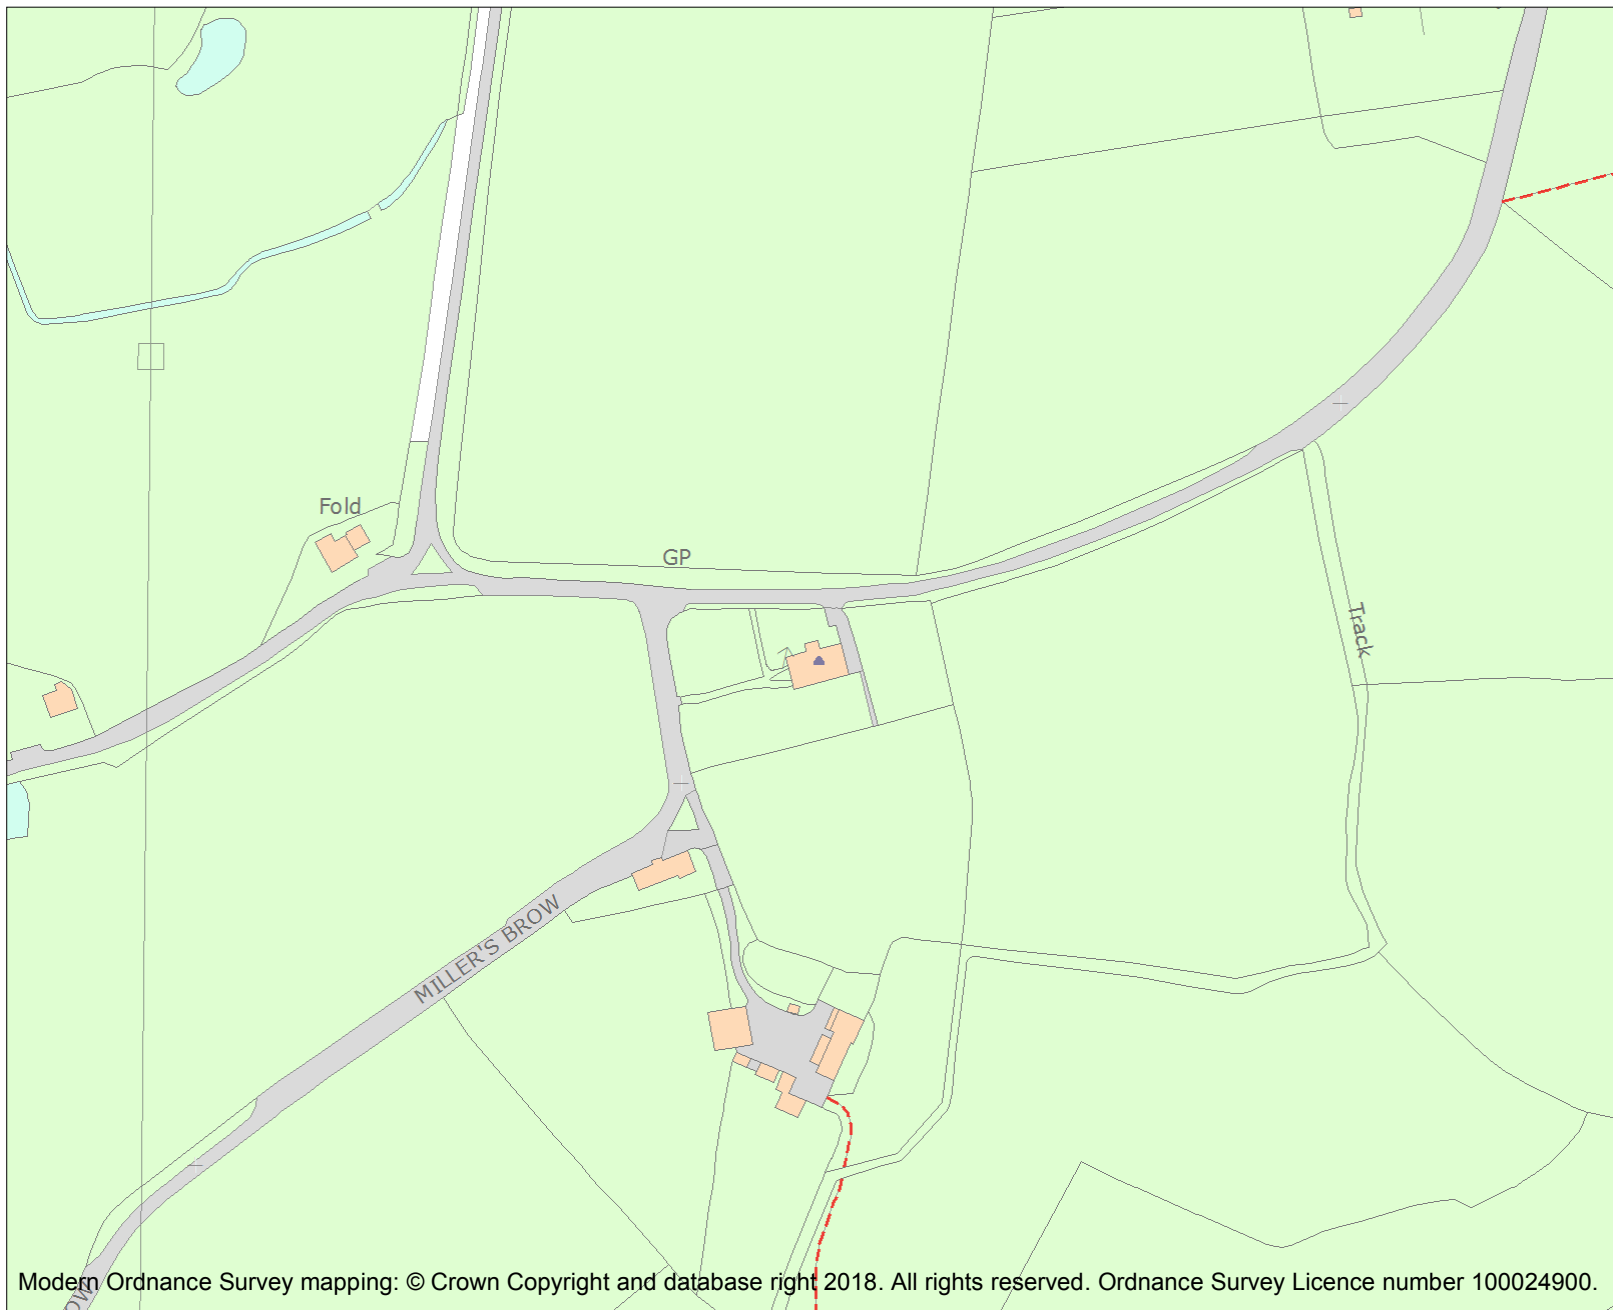 Fold
GP
Track
MILLER'S BROW
OW
Modern Ordnance Survey mapping: © Crown Copyright and database right 2018. All rights reserved. Ordnance Survey Licence number 100024900.